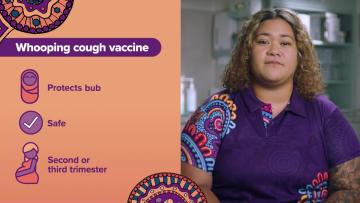 Whooping cough vaccine
Protects bub
Safe
Second or
third trimester